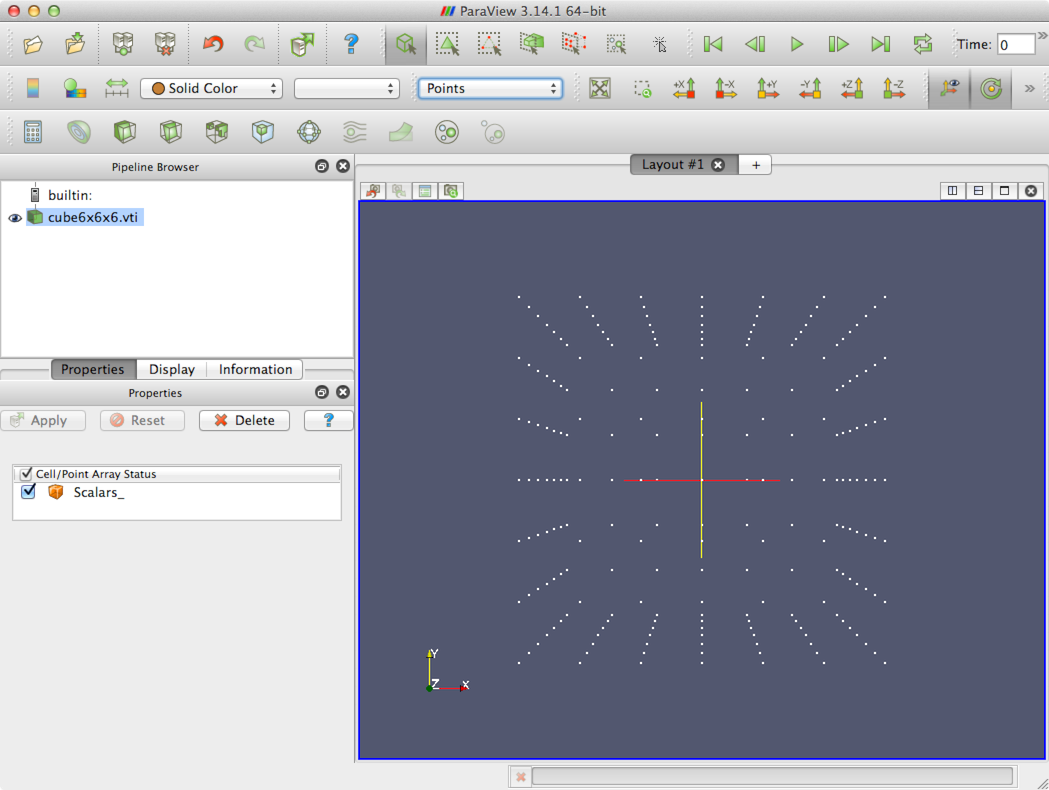 ParaView 3.14.1 64-bit
Time: 0
Solid Color
Points
+X
-X
+Y
-Y
+Z
-Z
Pipeline Browser
Layout #1
+
builtin:
cube6x6x6.vti
Properties Display Information
Properties
Apply Reset Delete ?
Cell/Point Array Status
Scalars_
Y
Z X